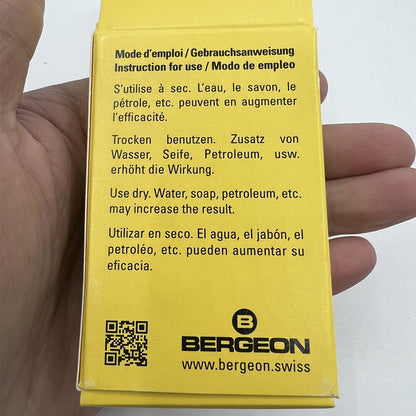 Mode d'emploi / Gebrauchsanweisung
Instruction for use / Modo de empleo
S'utilise à sec. L'eau, le savon, le
pétrole, etc. peuvent en augmenter
l'efficacité.
Trocken benutzen. Zusatz von
Wasser, Seife, Petroleum, usw.
erhöht die Wirkung.
Use dry. Water, soap, petroleum, etc.
may increase the result.
Utilizar en seco. El agua, el jabón, el
petroléo, etc. pueden aumentar su
eficacia.
B
BERGEON
www.bergeon.swiss